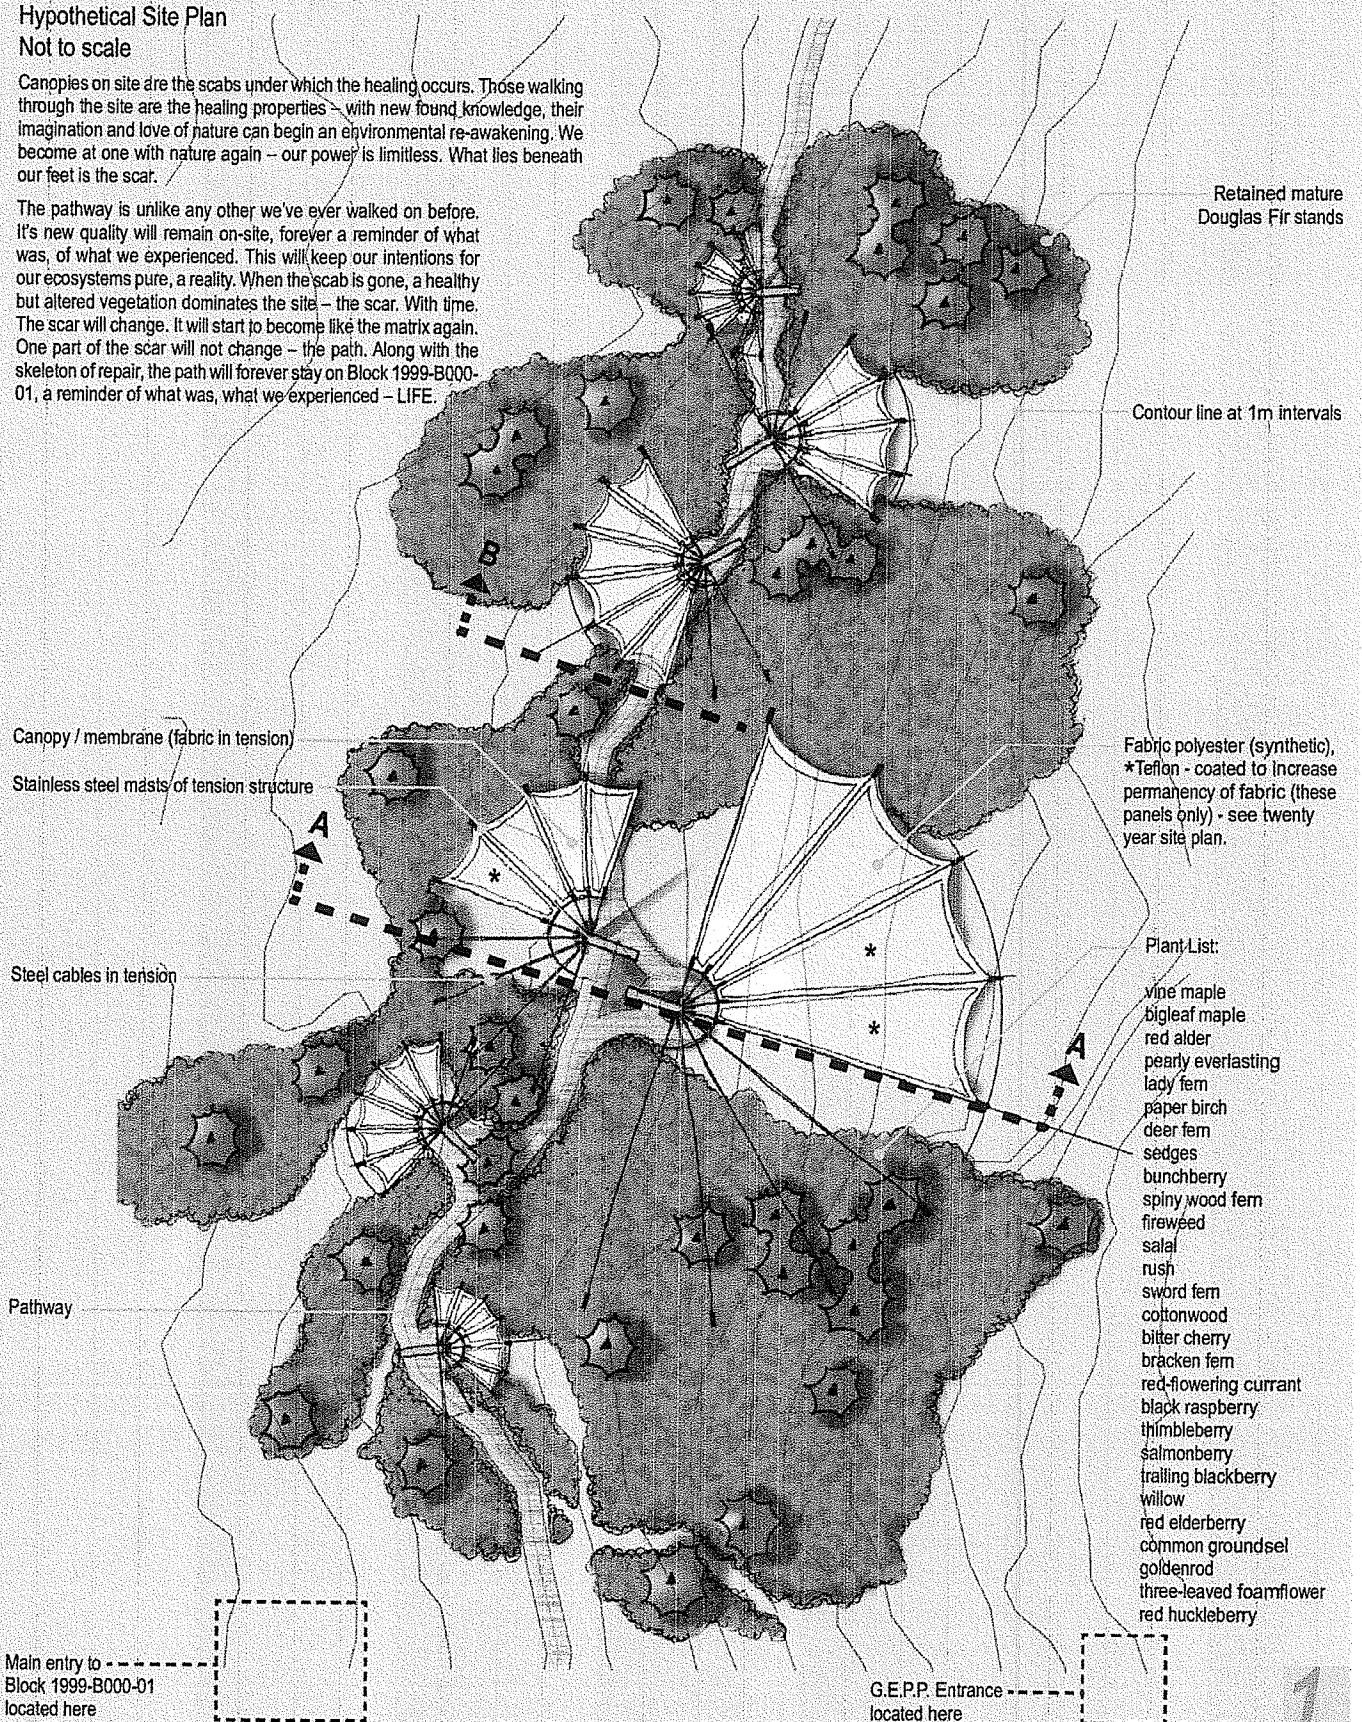 Hypothetical Site Plan
Not to scale
Canopies on site are the scabs under which the healing occurs. Those walking
through the site are the healing properties – with new found knowledge, their
imagination and love of nature can begin an environmental re-awakening. We
become at one with nature again – our power is limitless. What lies beneath
our feet is the scar.
The pathway is unlike any other we've ever walked on before.
It's new quality will remain on-site, forever a reminder of what
was, of what we experienced. This will keep our intentions for
our ecosystems pure, a reality. When the scab is gone, a healthy
but altered vegetation dominates the site – the scar. With time.
The scar will change. It will start to become like the matrix again.
One part of the scar will not change – the path. Along with the
skeleton of repair, the path will forever stay on Block 1999-B000-
01, a reminder of what was, what we experienced – LIFE.
Retained mature
Douglas Fir stands
Contour line at 1m intervals
B
Canopy / membrane (fabric in tension)
Stainless steel masts of tension structure
Fabric polyester (synthetic),
*Teflon - coated to increase
permanency of fabric (these
panels only) - see twenty
year site plan.
A
*
*
*
Steel cables in tension
A
Plant List:
vine maple
bigleaf maple
red alder
pearly everlasting
lady fern
paper birch
deer fern
sedges
bunchberry
spiny wood fern
fireweed
salal
rush
sword fern
cottonwood
bitter cherry
bracken fern
red-flowering currant
black raspberry
thimbleberry
salmonberry
trailing blackberry
willow
red elderberry
common groundsel
goldenrod
three-leaved foamflower
red huckleberry
Pathway
Main entry to
Block 1999-B000-01
located here
G.E.P.P. Entrance
located here
1